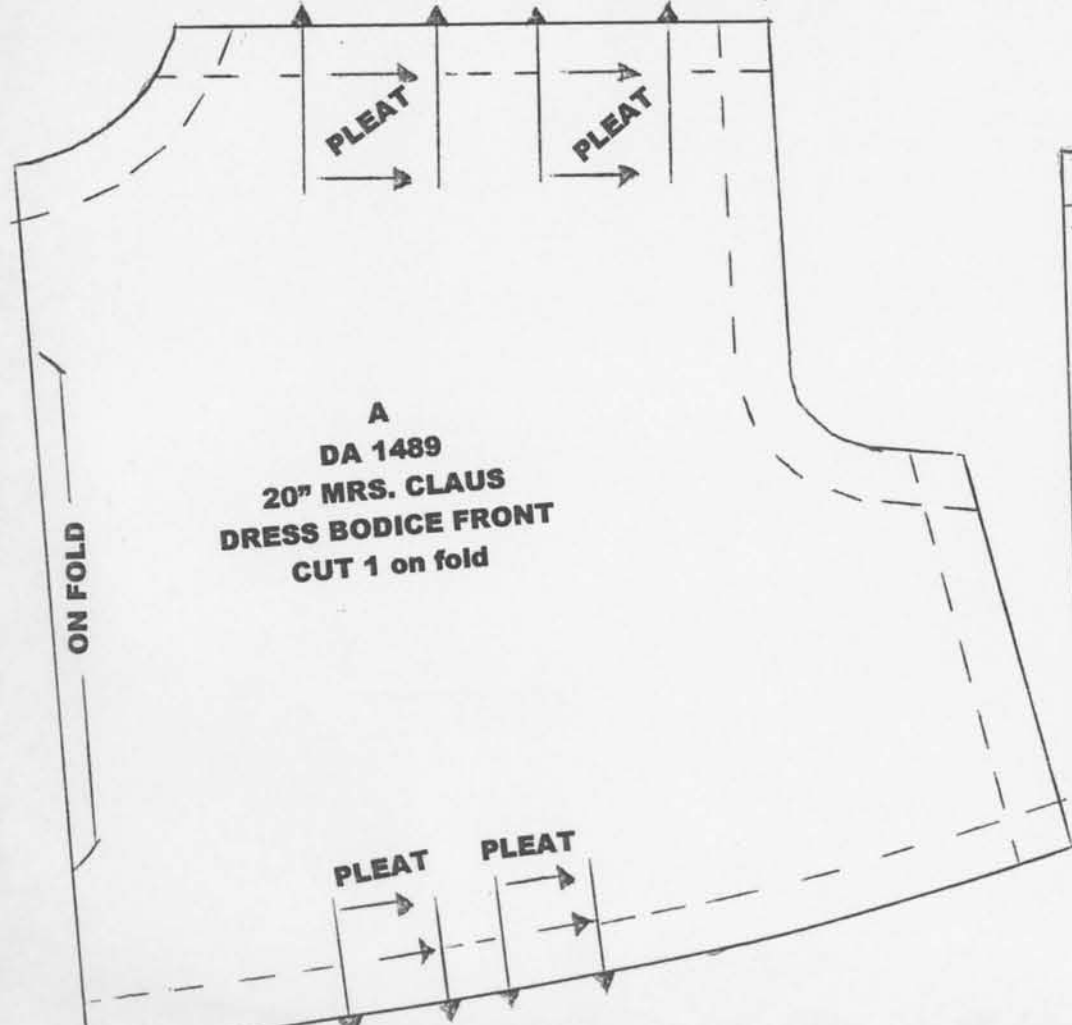 PLEAT
PLEAT
A
DA 1489
20" MRS. CLAUS
DRESS BODICE FRONT
CUT 1 on fold
ON FOLD
PLEAT
PLEAT